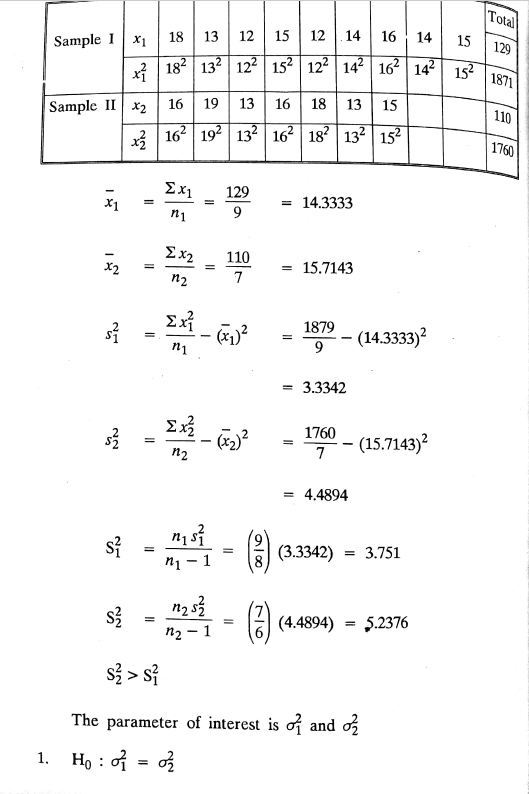 Total
Sample I x₁ 18 13 12 15 12 14 16 14 15 129
x₁² 18² 13² 12² 15² 12² 14² 16² 14² 15² 1871
Sample II x₂ 16 19 13 16 18 13 15 110
x₂² 16² 19² 13² 16² 18² 13² 15² 1760
x̄₁ = Σx₁/n₁ = 129/9 = 14.3333
x̄₂ = Σx₂/n₂ = 110/7 = 15.7143
s₁² = Σx₁²/n₁ − (x̄₁)² = 1879/9 − (14.3333)²
= 3.3342
s₂² = Σx₂²/n₂ − (x̄₂)² = 1760/7 − (15.7143)²
= 4.4894
S₁² = n₁s₁²/(n₁ − 1) = (9/8) (3.3342) = 3.751
S₂² = n₂s₂²/(n₂ − 1) = (7/6) (4.4894) = 5.2376
S₂² > S₁²
The parameter of interest is σ₁² and σ₂²
1. H₀ : σ₁² = σ₂²